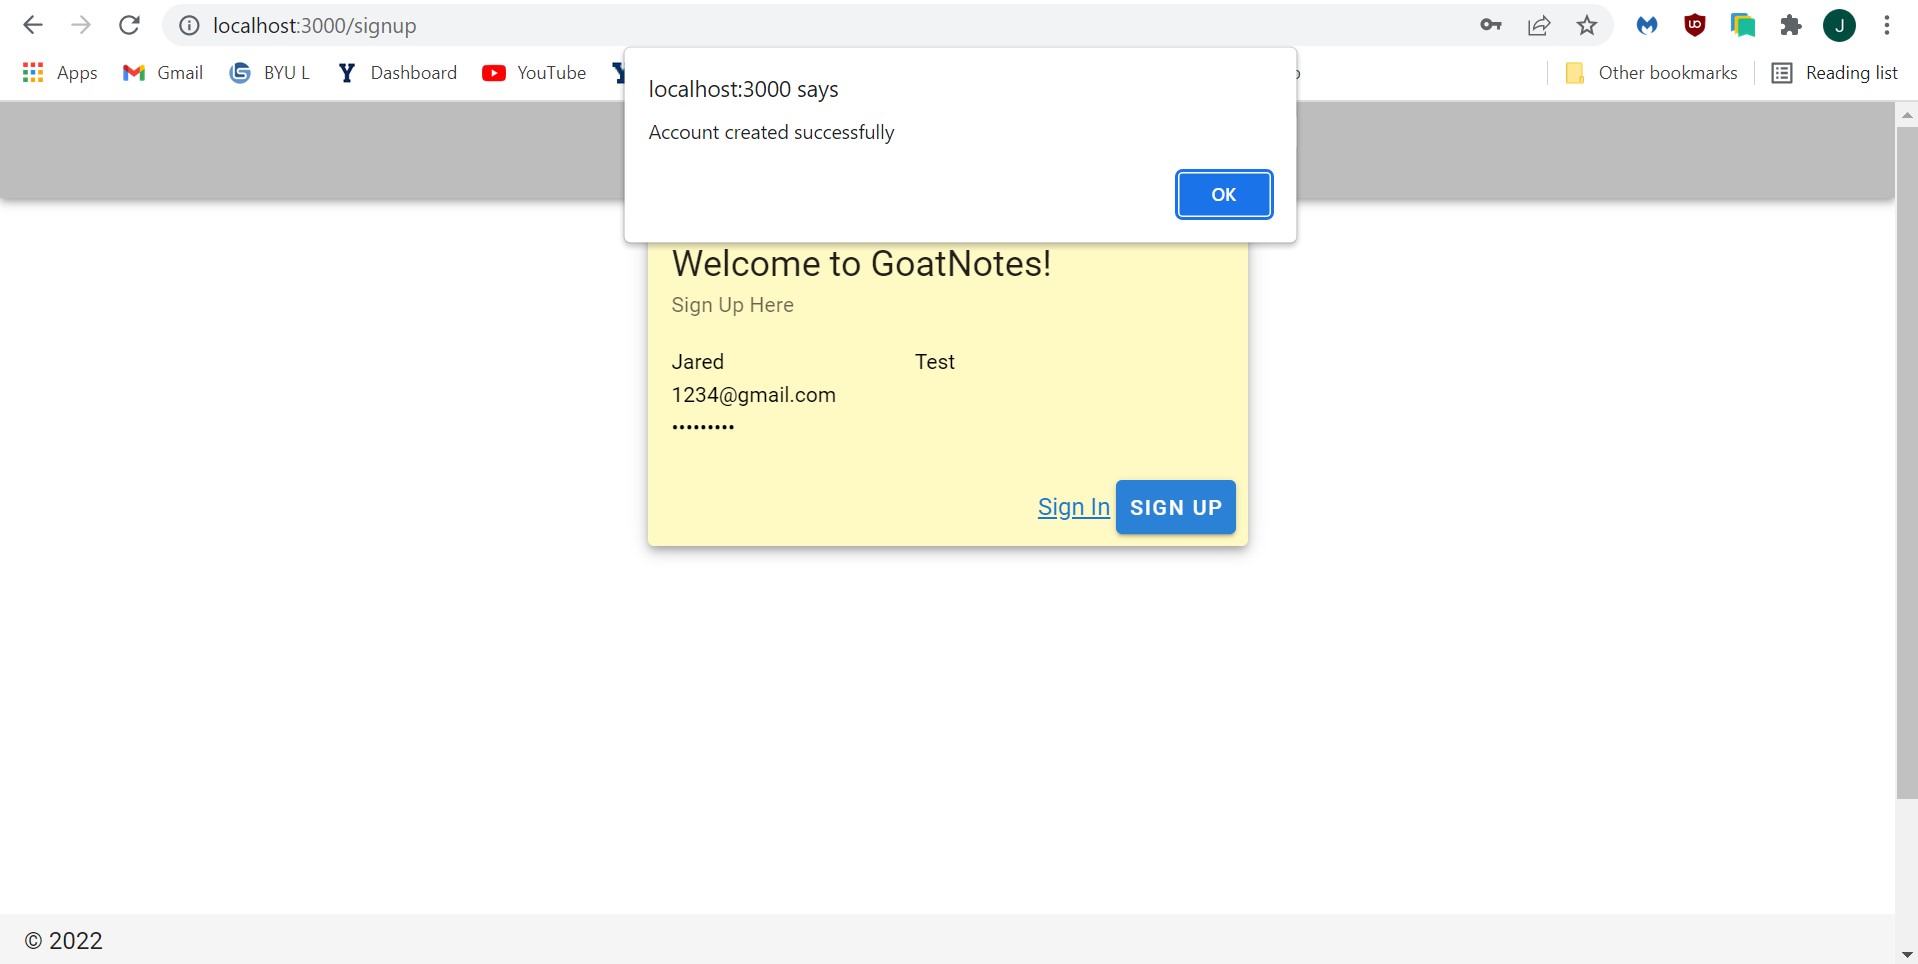 localhost:3000/signup
J
Apps Gmail BYU L Dashboard YouTube Other bookmarks Reading list
localhost:3000 says
Account created successfully
OK
Welcome to GoatNotes!
Sign Up Here
Jared Test
1234@gmail.com
•••••••••
Sign In SIGN UP
© 2022